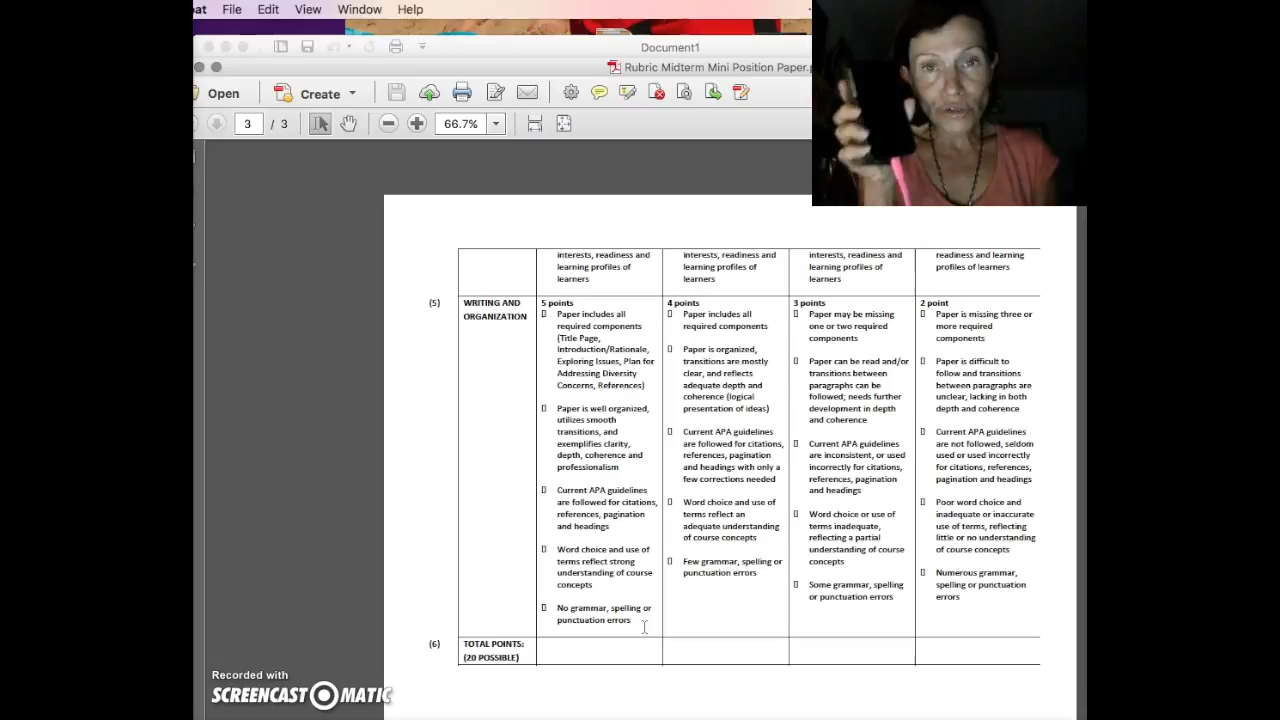 at File Edit View Window Help
Document1
Rubric Midterm Mini Position Paper.p
Open Create
3 / 3 66.7%
interests, readiness and
learning profiles of
learners
interests, readiness and
learning profiles of
learners
interests, readiness and
learning profiles of
learners
readiness and learning
profiles of learners
(5)
WRITING AND
ORGANIZATION
5 points
Paper includes all
required components
(Title Page,
Introduction/Rationale,
Exploring Issues, Plan for
Addressing Diversity
Concerns, References)
Paper is well organized,
utilizes smooth
transitions, and
exemplifies clarity,
depth, coherence and
professionalism
Current APA guidelines
are followed for citations,
references, pagination
and headings
Word choice and use of
terms reflect strong
understanding of course
concepts
No grammar, spelling or
punctuation errors
4 points
Paper includes all
required components
Paper is organized,
transitions are mostly
clear, and reflects
adequate depth and
coherence (logical
presentation of ideas)
Current APA guidelines
are followed for citations,
references, pagination
and headings with only a
few corrections needed
Word choice and use of
terms reflect an
adequate understanding
of course concepts
Few grammar, spelling or
punctuation errors
3 points
Paper may be missing
one or two required
components
Paper can be read and/or
transitions between
paragraphs can be
followed; needs further
development in depth
and coherence
Current APA guidelines
are inconsistent, or used
incorrectly for citations,
references, pagination
and headings
Word choice or use of
terms inadequate,
reflecting a partial
understanding of course
concepts
Some grammar, spelling
or punctuation errors
2 point
Paper is missing three or
more required
components
Paper is difficult to
follow and transitions
between paragraphs are
unclear, lacking in both
depth and coherence
Current APA guidelines
are not followed, seldom
used or used incorrectly
for citations, references,
pagination and headings
Poor word choice and
inadequate or inaccurate
use of terms, reflecting
little or no understanding
of course concepts
Numerous grammar,
spelling or punctuation
errors
(6)
TOTAL POINTS:
(20 POSSIBLE)
Recorded with
SCREENCAST MATIC